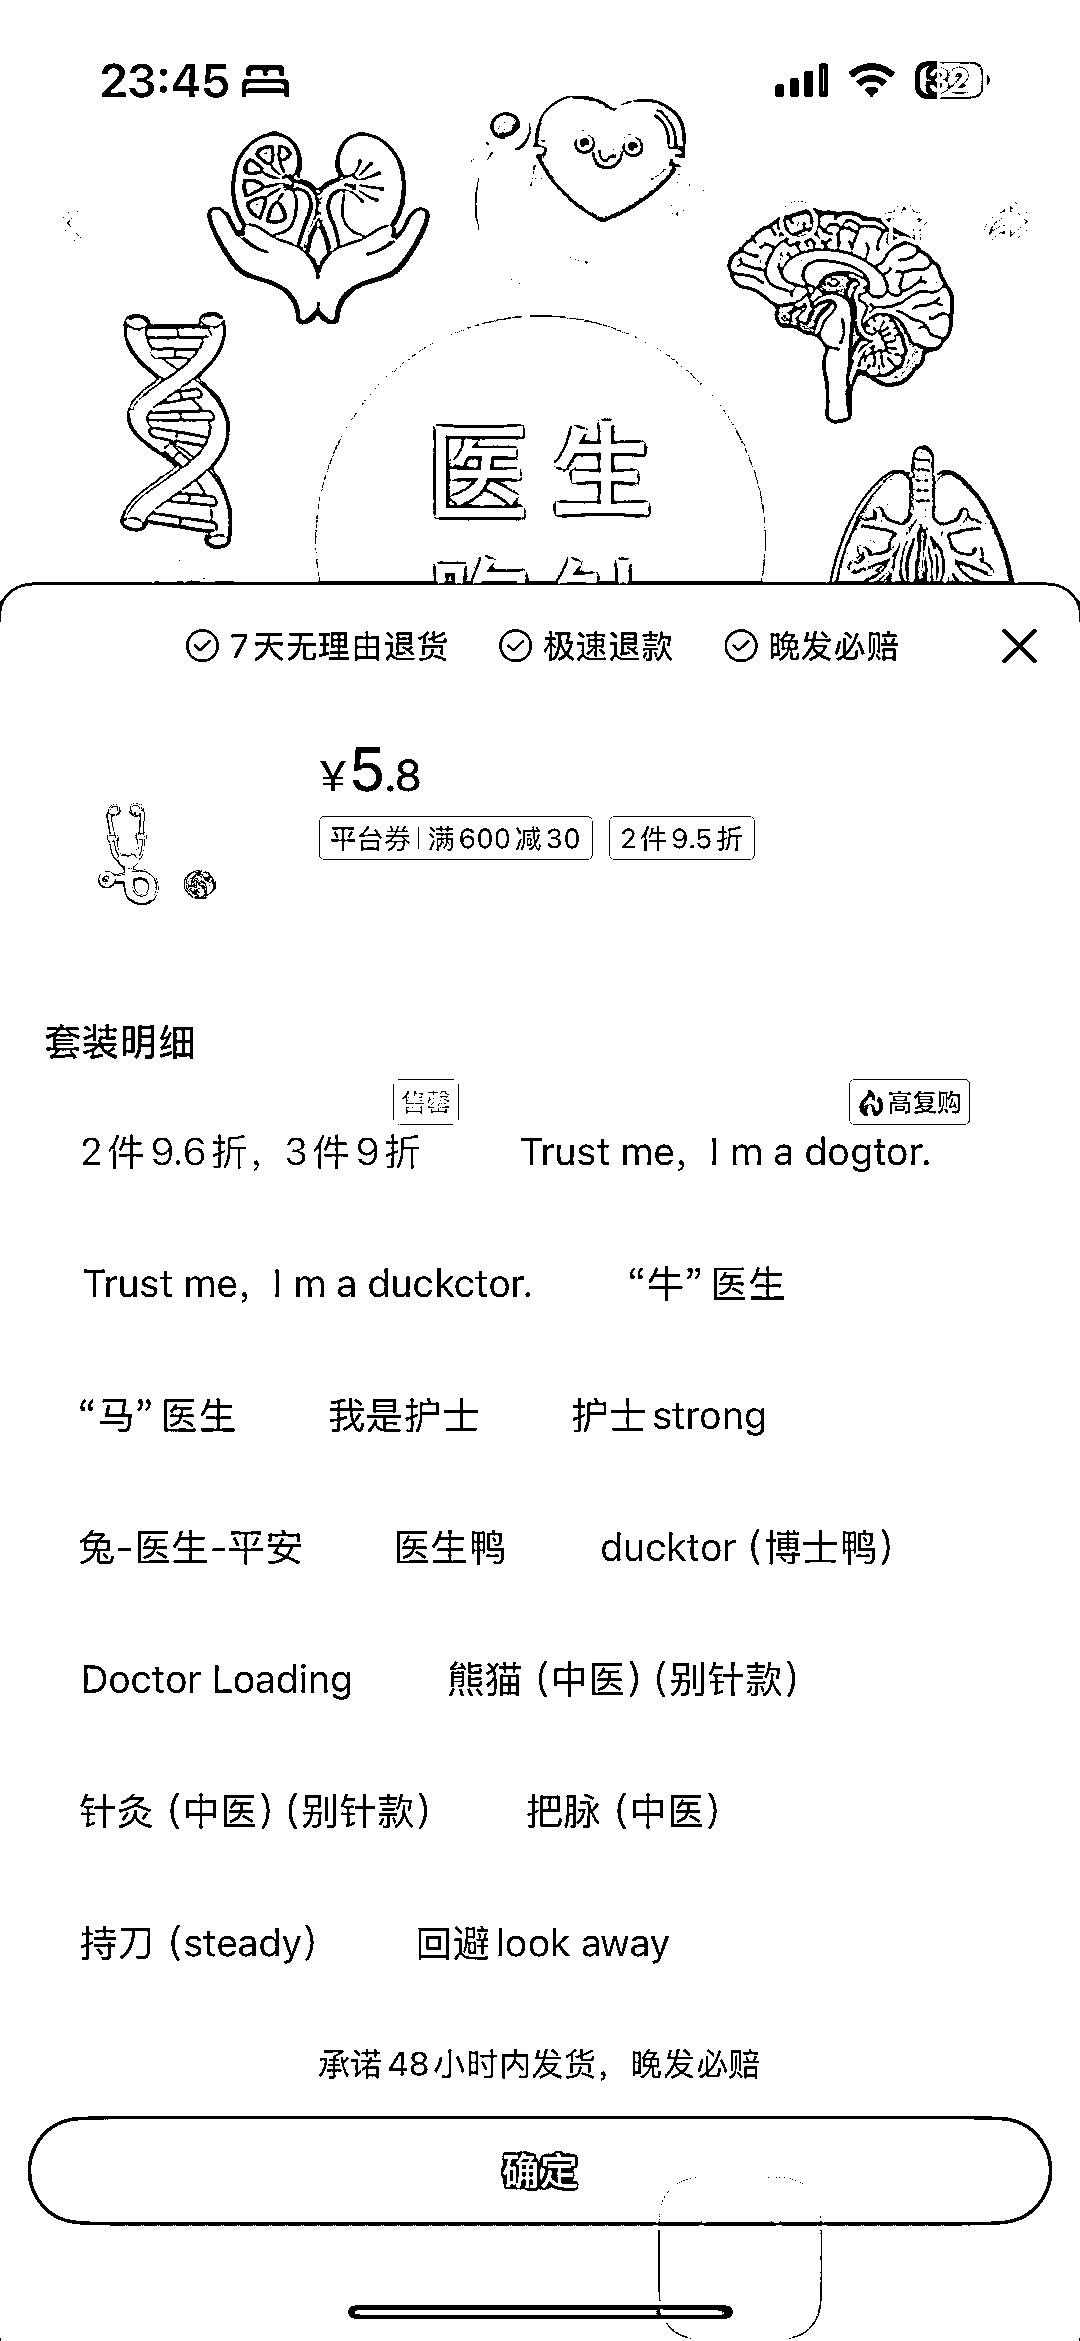 23:45
32
医生
7天无理由退货 极速退款 晚发必赔
¥5.8
平台券 满600减30 2件9.5折
套装明细
售罄 高复购
2件9.6折，3件9折 Trust me，I m a dogtor.
Trust me，I m a duckctor. “牛”医生
“马”医生 我是护士 护士strong
兔-医生-平安 医生鸭 ducktor（博士鸭）
Doctor Loading 熊猫（中医）（别针款）
针灸（中医）（别针款） 把脉（中医）
持刀（steady） 回避look away
承诺48小时内发货，晚发必赔
确定